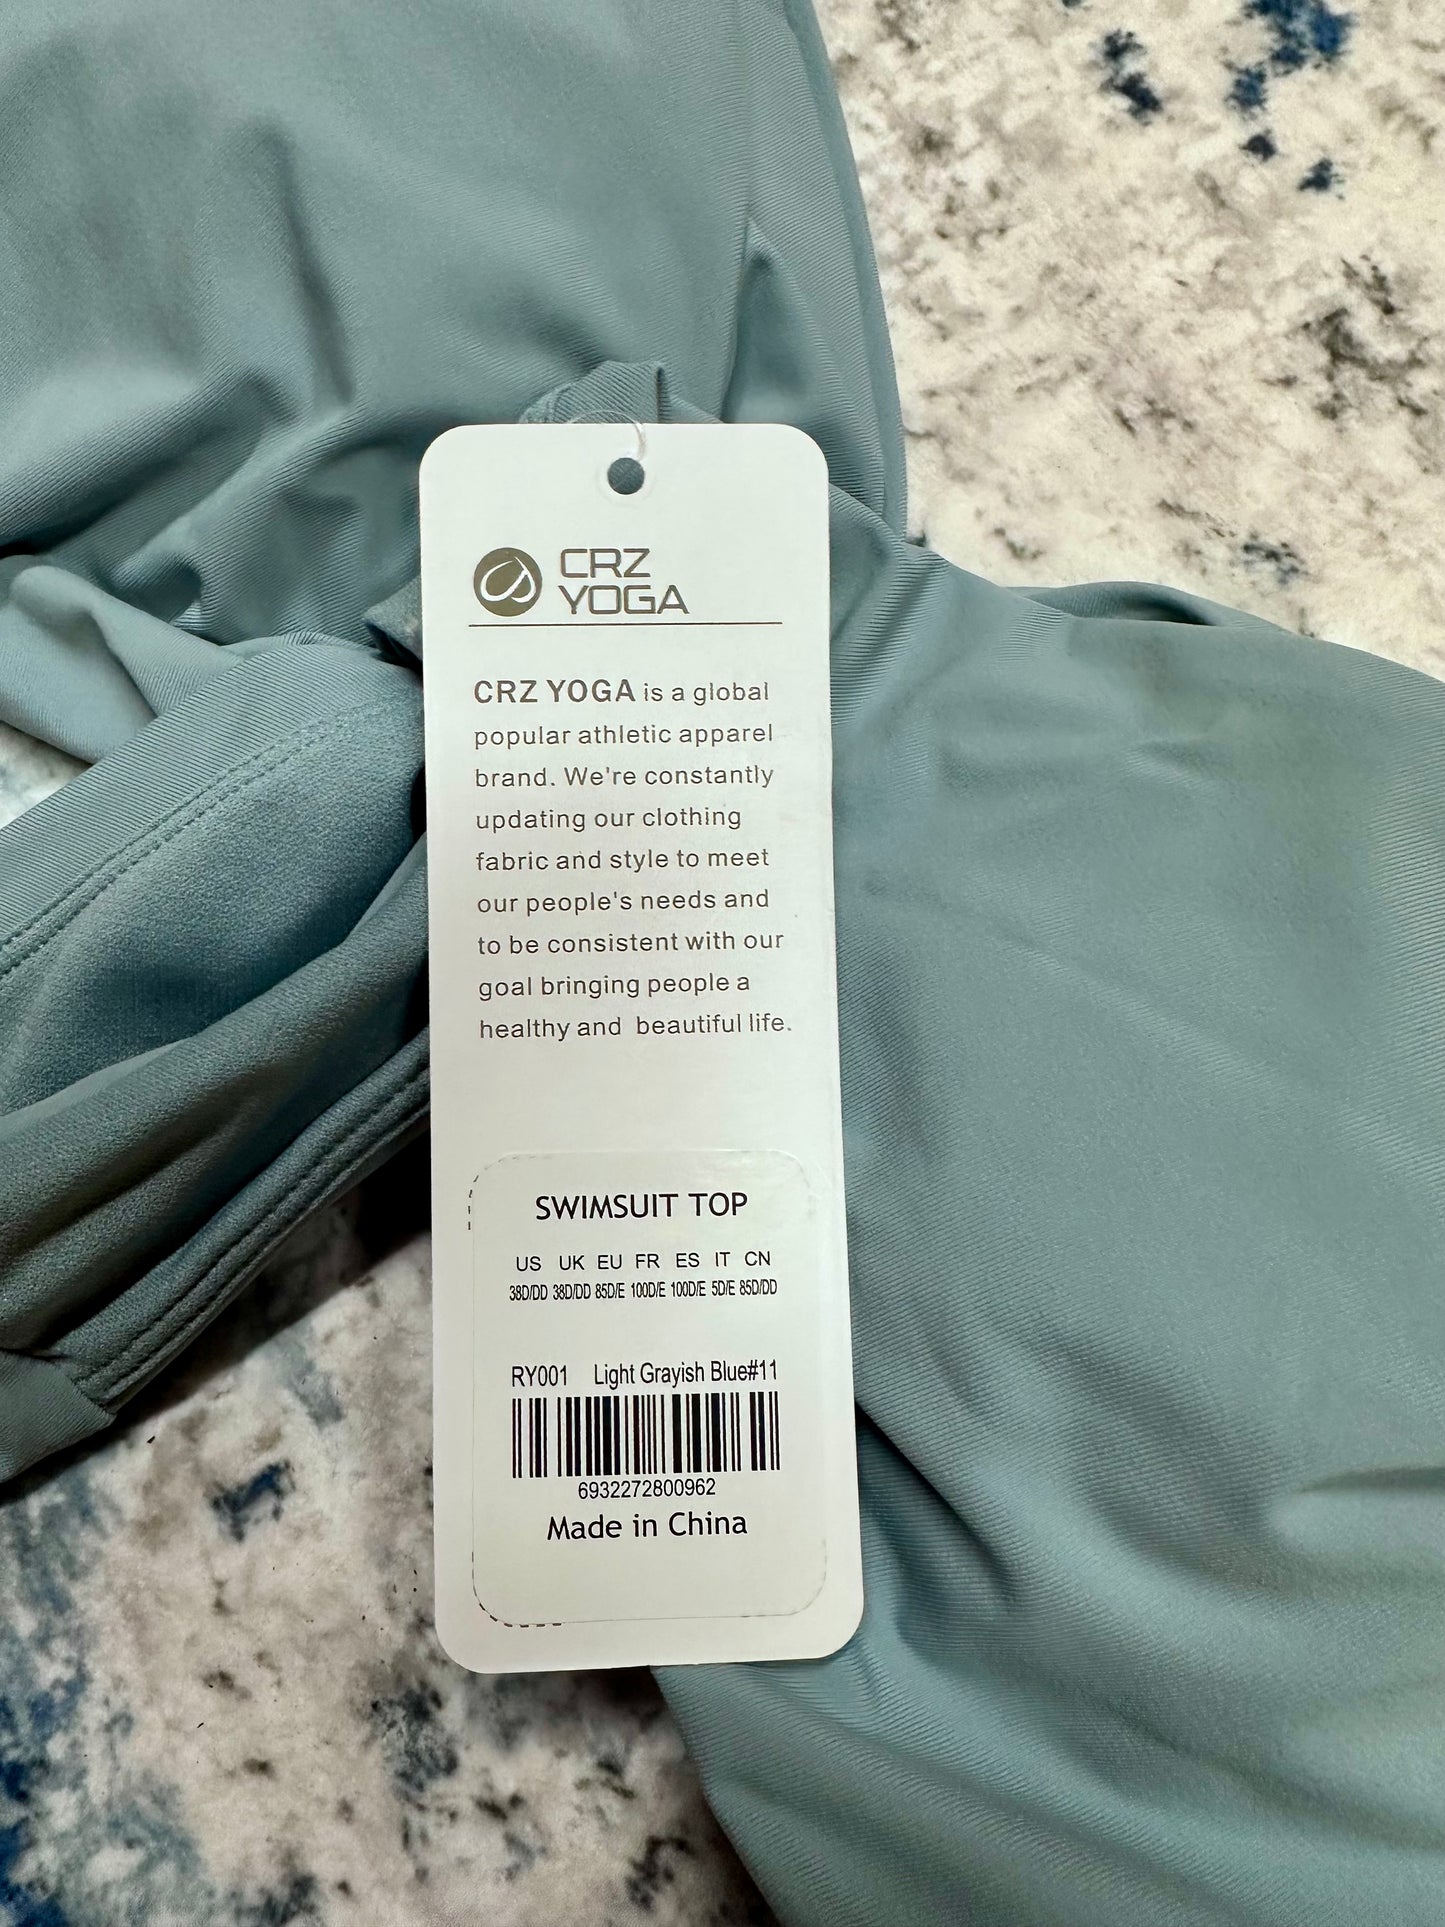 CRZ
YOGA
CRZ YOGA is a global
popular athletic apparel
brand. We're constantly
updating our clothing
fabric and style to meet
our people's needs and
to be consistent with our
goal bringing people a
healthy and beautiful life.
SWIMSUIT TOP
US UK EU FR ES IT CN
38D/DD 38D/DD 85D/E 100D/E 100D/E 5D/E 85D/DD
RY001 Light Grayish Blue#11
6932272800962
Made in China